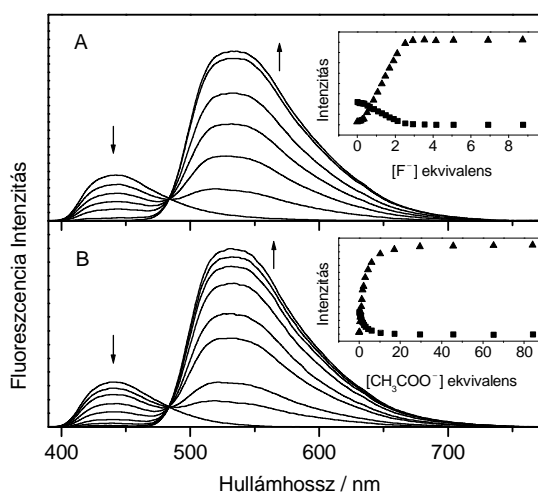 A
Intenzitás
0 2 4 6 8
[F⁻] ekvivalens
B
Intenzitás
0 20 40 60 80
[CH₃COO⁻] ekvivalens
Fluoreszcencia Intenzitás
400 500 600 700
Hullámhossz / nm